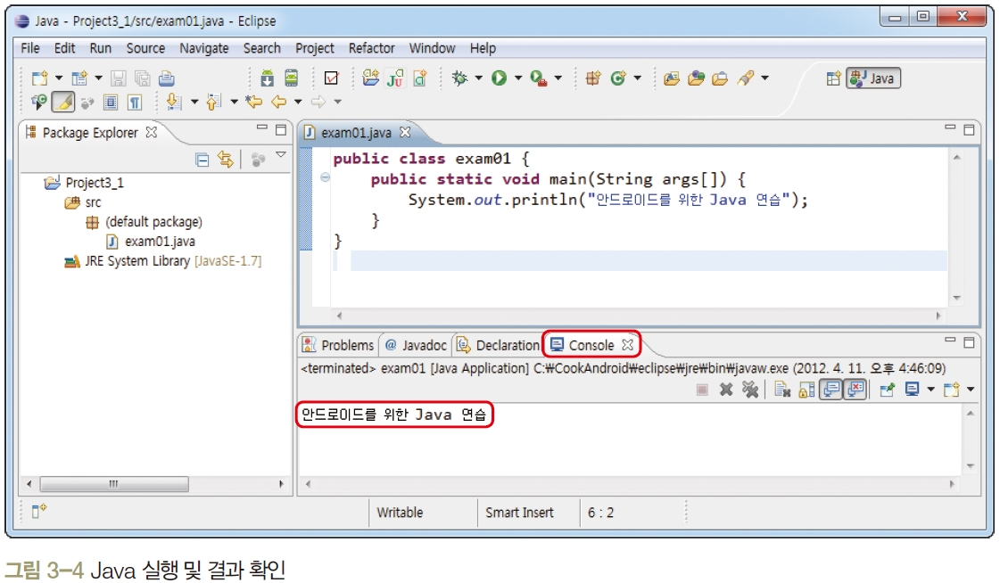 Java - Project3_1/src/exam01.java - Eclipse
File Edit Run Source Navigate Search Project Refactor Window Help
Java
Package Explorer
Project3_1
src
(default package)
exam01.java
JRE System Library [JavaSE-1.7]
exam01.java
public class exam01 {
public static void main(String args[]) {
System.out.println("안드로이드를 위한 Java 연습");
}
}
Problems @ Javadoc Declaration Console
<terminated> exam01 [Java Application] C:₩CookAndroid₩eclipse₩jre₩bin₩javaw.exe (2012. 4. 11. 오후 4:46:09)
안드로이드를 위한 Java 연습
Writable Smart Insert 6 : 2
그림 3-4 Java 실행 및 결과 확인